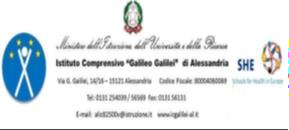 Ministero dell'Istruzione dell'Università e della Ricerca
Istituto Comprensivo "Galileo Galilei" di Alessandria
SHE
Via G. Galilei, 14/16 – 15121 Alessandria Codice Fiscale: 80004060089
Schools for Health in Europe
Tel: 0131 254039 / 56569 Fax: 0131 56131
E-mail: alic82500v@istruzione.it www.icgalilei-al.it